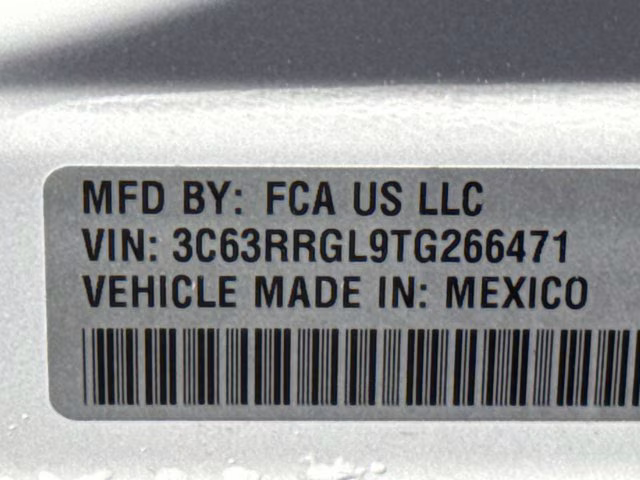 MFD BY: FCA US LLC
VIN: 3C63RRGL9TG266471
VEHICLE MADE IN: MEXICO